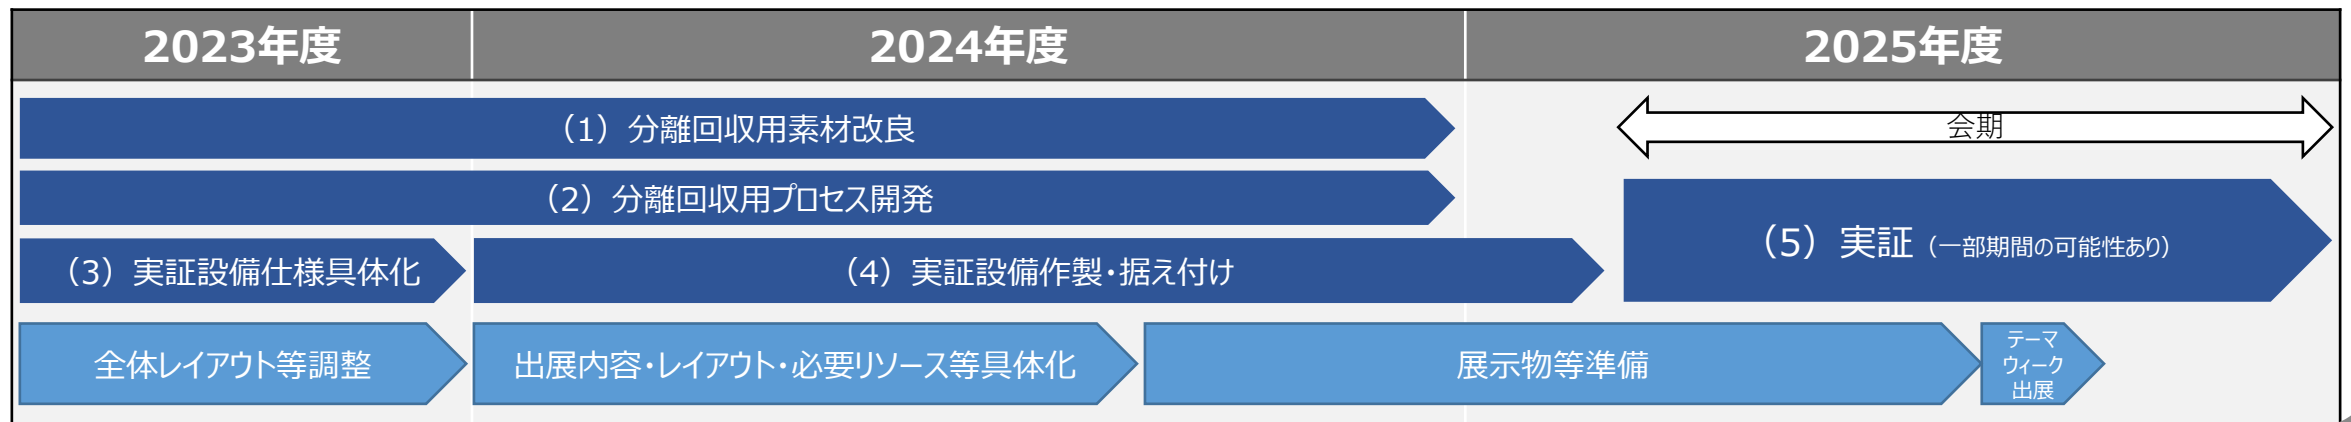 2023年度
2024年度
2025年度
（1）分離回収用素材改良
会期
（2）分離回収用プロセス開発
（5）実証（一部期間の可能性あり）
（3）実証設備仕様具体化
（4）実証設備作製・据え付け
全体レイアウト等調整
出展内容・レイアウト・必要リソース等具体化
展示物等準備
テーマ
ウィーク
出展